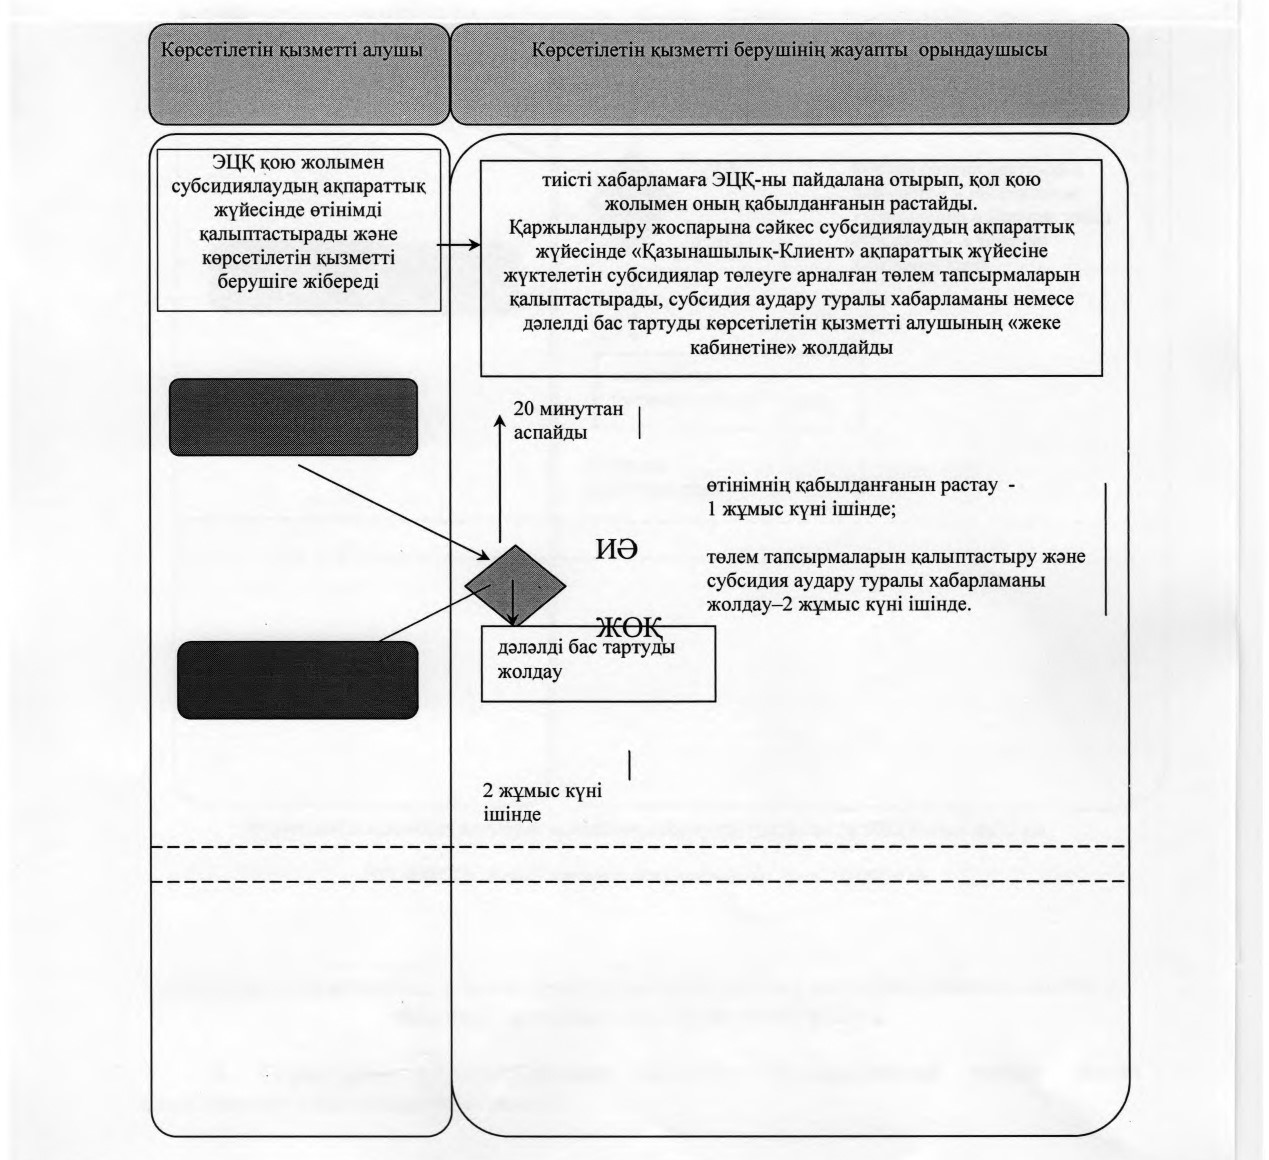 Көрсетілетін қызметті алушы
Көрсетілетін қызметті берушінің жауапты орындаушысы
ЭЦҚ қою жолымен
субсидиялаудың ақпараттық
жүйесінде өтінімді
қалыптастырады және
көрсетілетін қызметті
берушіге жібереді
тиісті хабарламаға ЭЦҚ-ны пайдалана отырып, қол қою
жолымен оның қабылданғанын растайды.
Қаржыландыру жоспарына сәйкес субсидиялаудың ақпараттық
жүйесінде «Қазынашылық-Клиент» ақпараттық жүйесіне
жүктелетін субсидиялар төлеуге арналған төлем тапсырмаларын
қалыптастырады, субсидия аудару туралы хабарламаны немесе
дәлелді бас тартуды көрсетілетін қызметті алушының «жеке
кабинетіне» жолдайды
20 минуттан
аспайды
өтінімнің қабылданғанын растау -
1 жұмыс күні ішінде;
төлем тапсырмаларын қалыптастыру және
субсидия аудару туралы хабарламаны
жолдау–2 жұмыс күні ішінде.
ИӘ
ЖОҚ
дәләлді бас тартуды
жолдау
2 жұмыс күні
ішінде